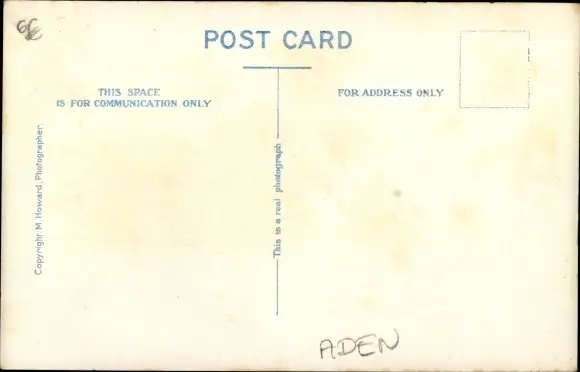 POST CARD
THIS SPACE
IS FOR COMMUNICATION ONLY
FOR ADDRESS ONLY
Copyright M. Howard, Photographer.
This is a real photograph
ADEN